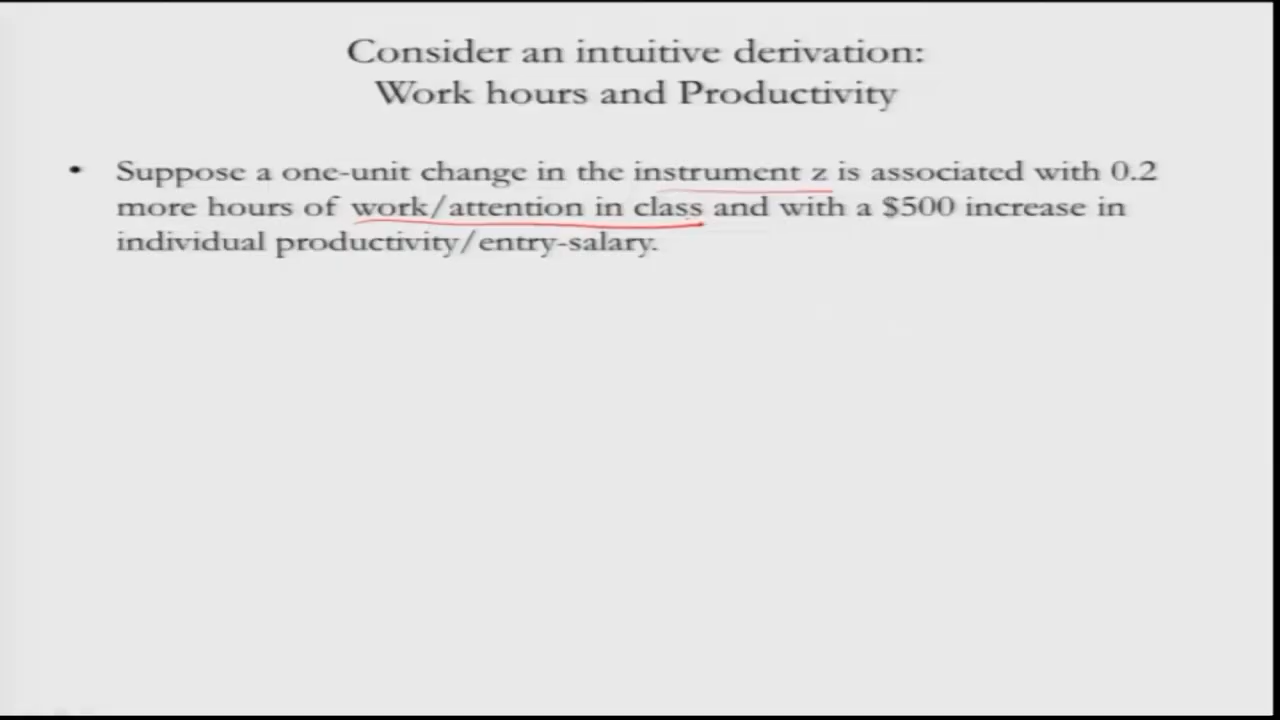 Consider an intuitive derivation:
Work hours and Productivity
• Suppose a one-unit change in the instrument z is associated with 0.2
more hours of work/attention in class and with a $500 increase in
individual productivity/entry-salary.